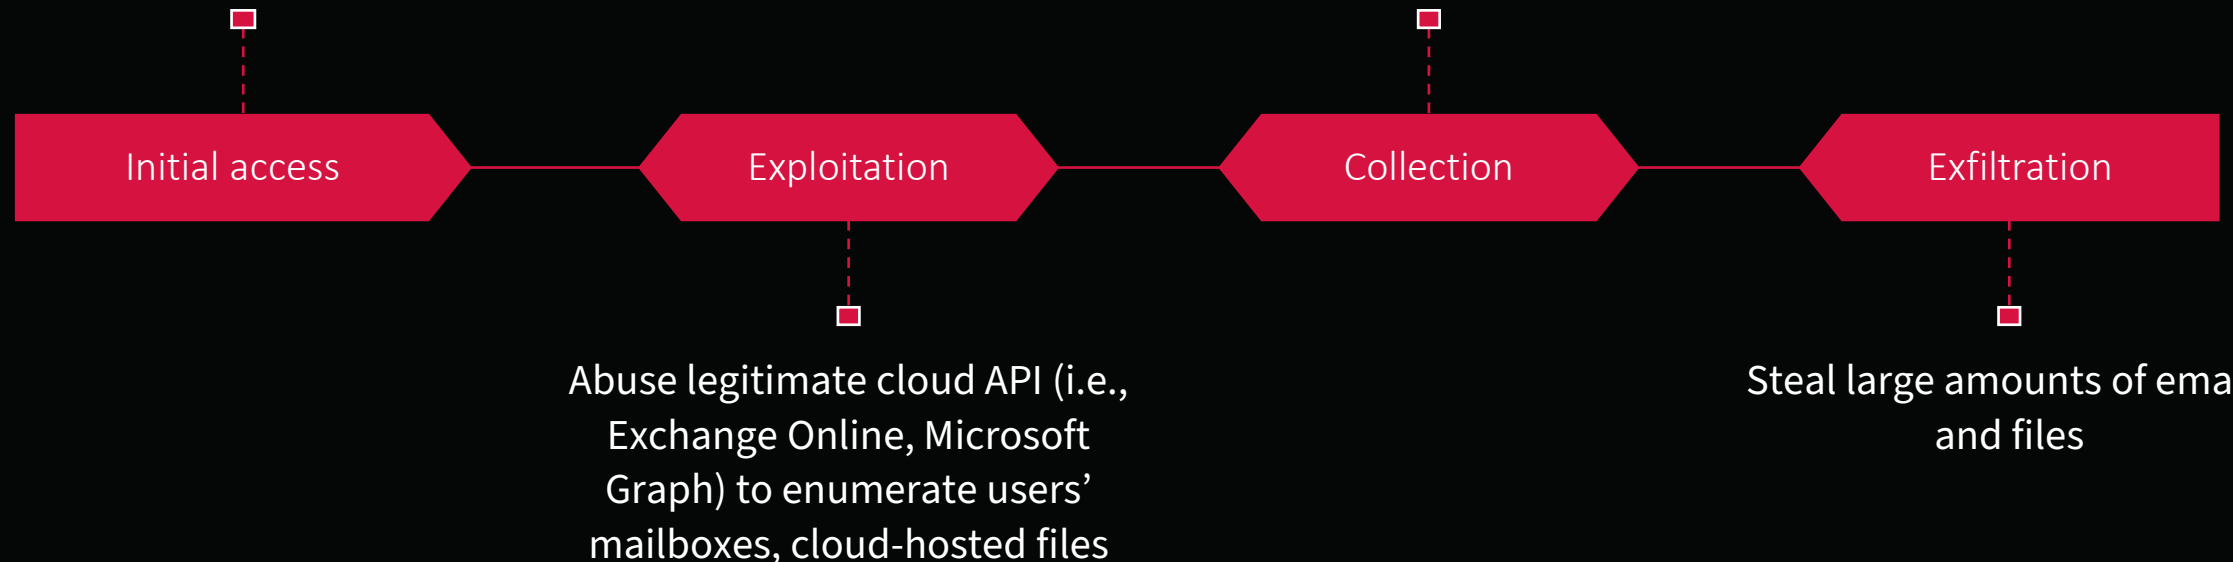 Initial access
Exploitation
Collection
Exfiltration
Abuse legitimate cloud API (i.e.,
Exchange Online, Microsoft
Graph) to enumerate users’
mailboxes, cloud-hosted files
Steal large amounts of
and files